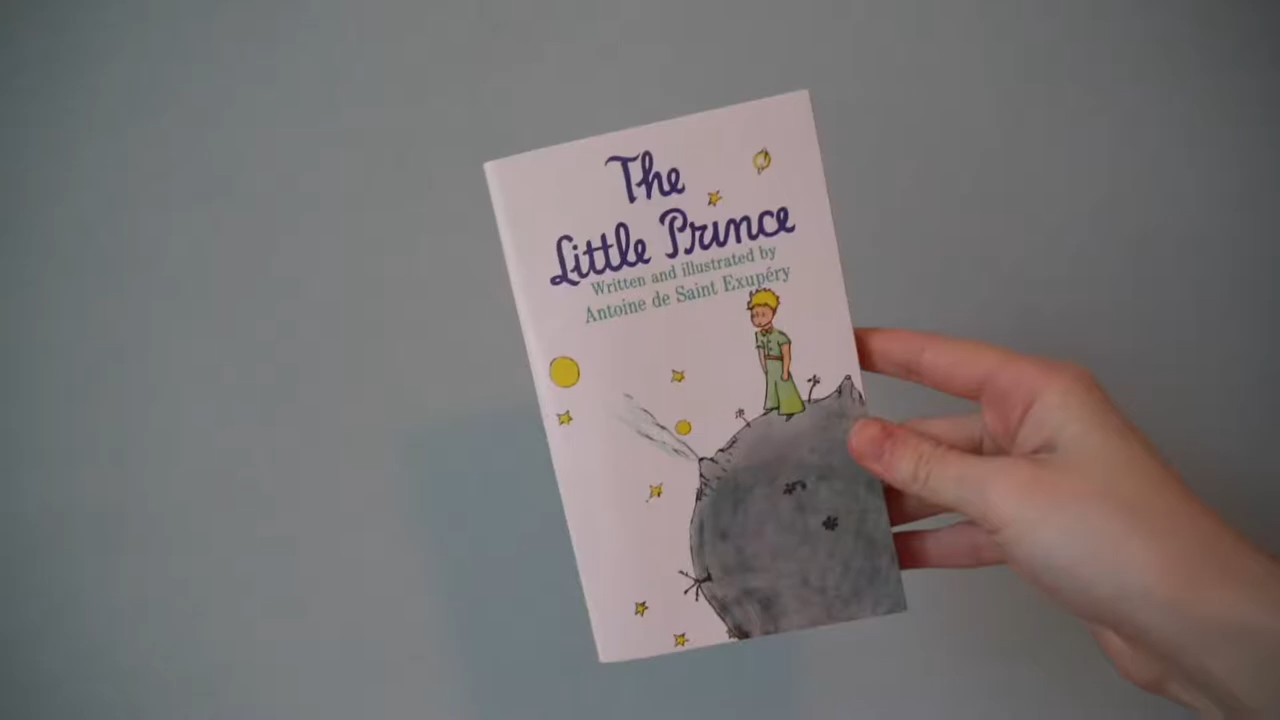 The
Little Prince
Written and illustrated by
Antoine de Saint Exupéry